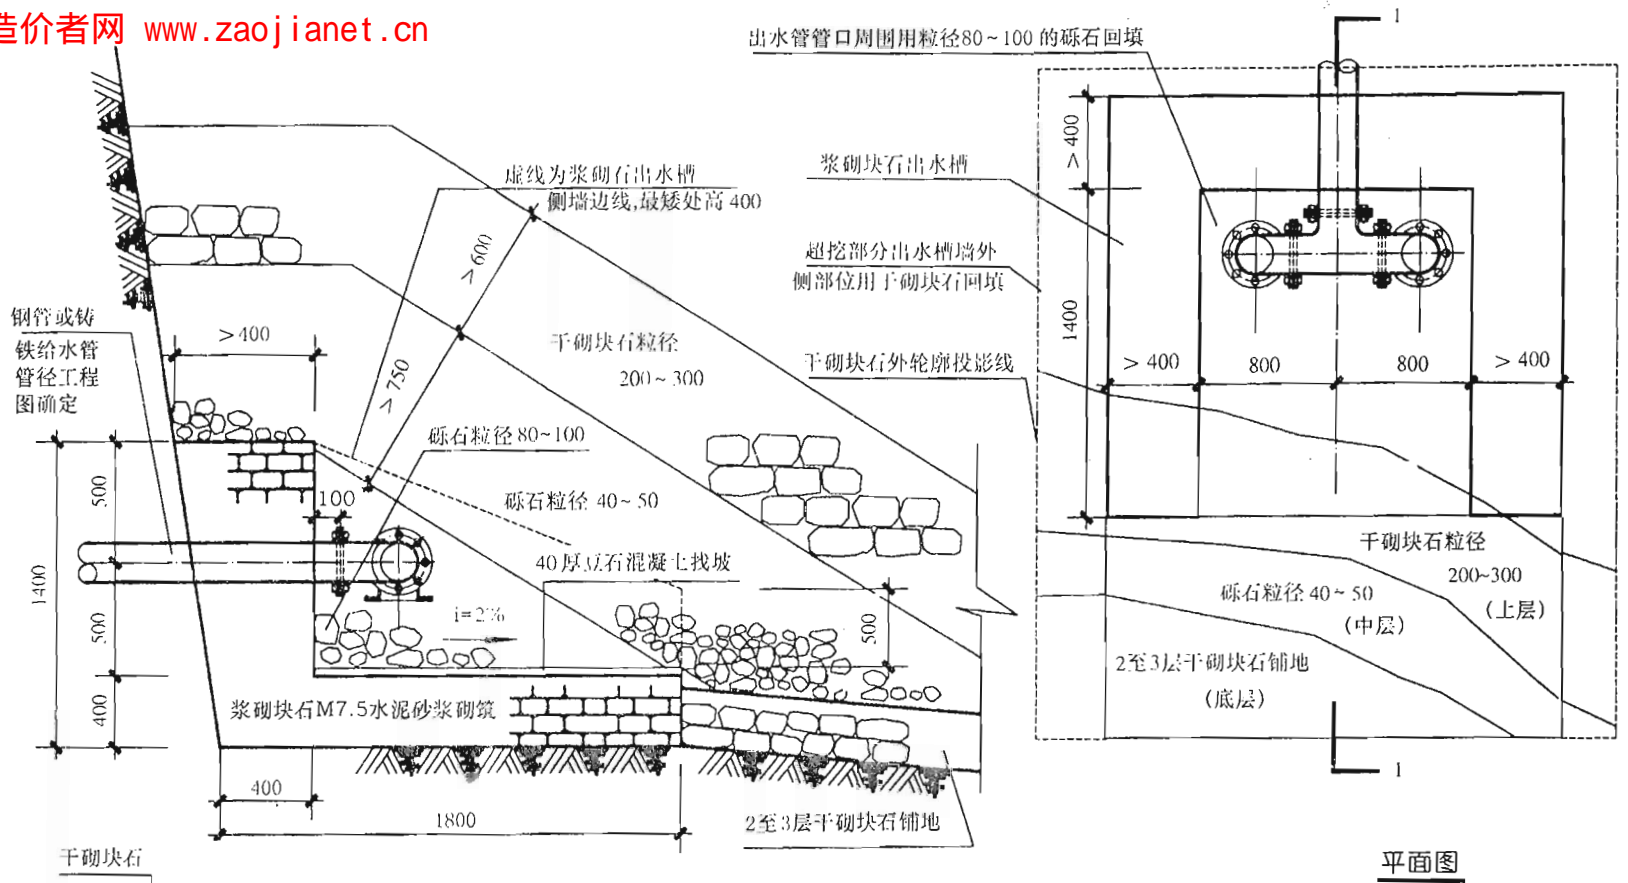 造价者网 www.zaojianet.cn
虚线为浆砌石出水槽
侧墙边线,最矮处高400
>600
>750
钢管或铸
铁给水管
管径工程
图确定
>400
干砌块石粒径
200~300
砾石粒径80~100
砾石粒径 40~50
40厚豆石混凝土找坡
i=2%
100
500
500
400
1400
500
浆砌块石M7.5水泥砂浆砌筑
400
1800
2至3层干砌块石铺地
干砌块石
出水管管口周围用粒径80~100的砾石回填
浆砌块石出水槽
超挖部分出水槽墙外
侧部位用干砌块石回填
干砌块石外轮廓投影线
1
>400
1400
>400
800
800
>400
干砌块石粒径
200~300
(上层)
砾石粒径 40~50
(中层)
2至3层干砌块石铺地
(底层)
1
平面图